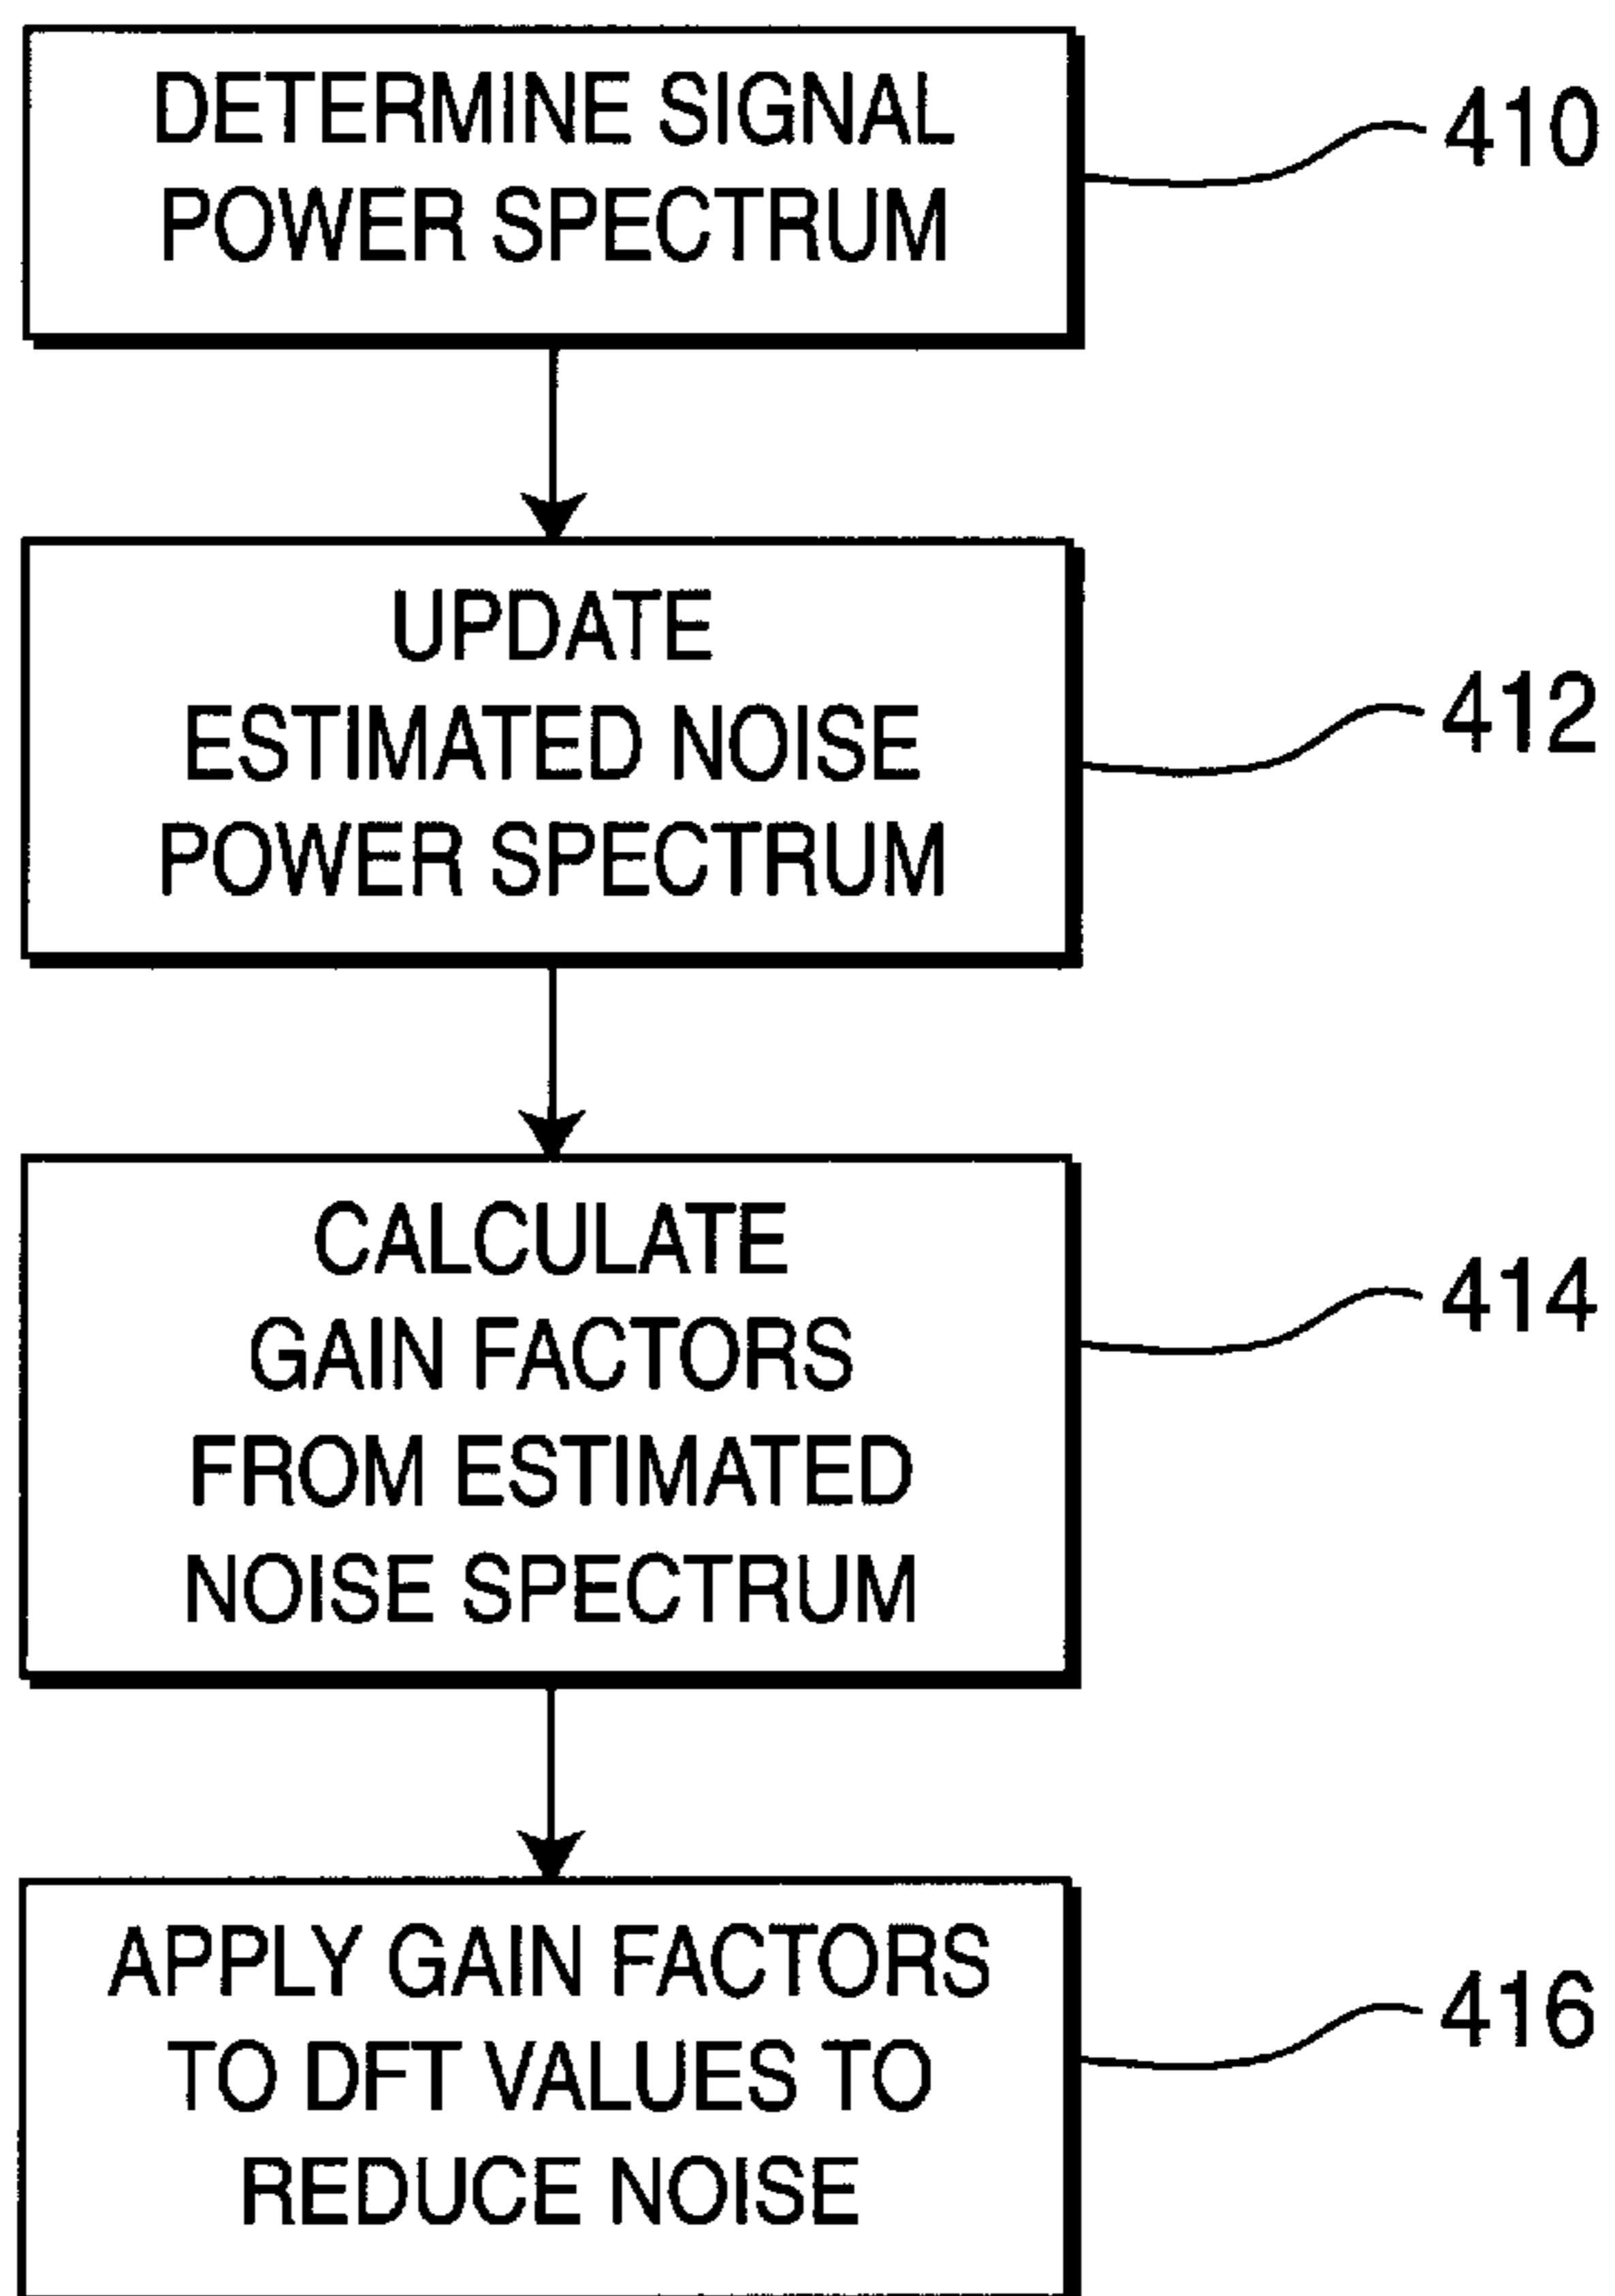 DETERMINE SIGNAL
POWER SPECTRUM
410
UPDATE
ESTIMATED NOISE
POWER SPECTRUM
412
CALCULATE
GAIN FACTORS
FROM ESTIMATED
NOISE SPECTRUM
414
APPLY GAIN FACTORS
TO DFT VALUES TO
REDUCE NOISE
416